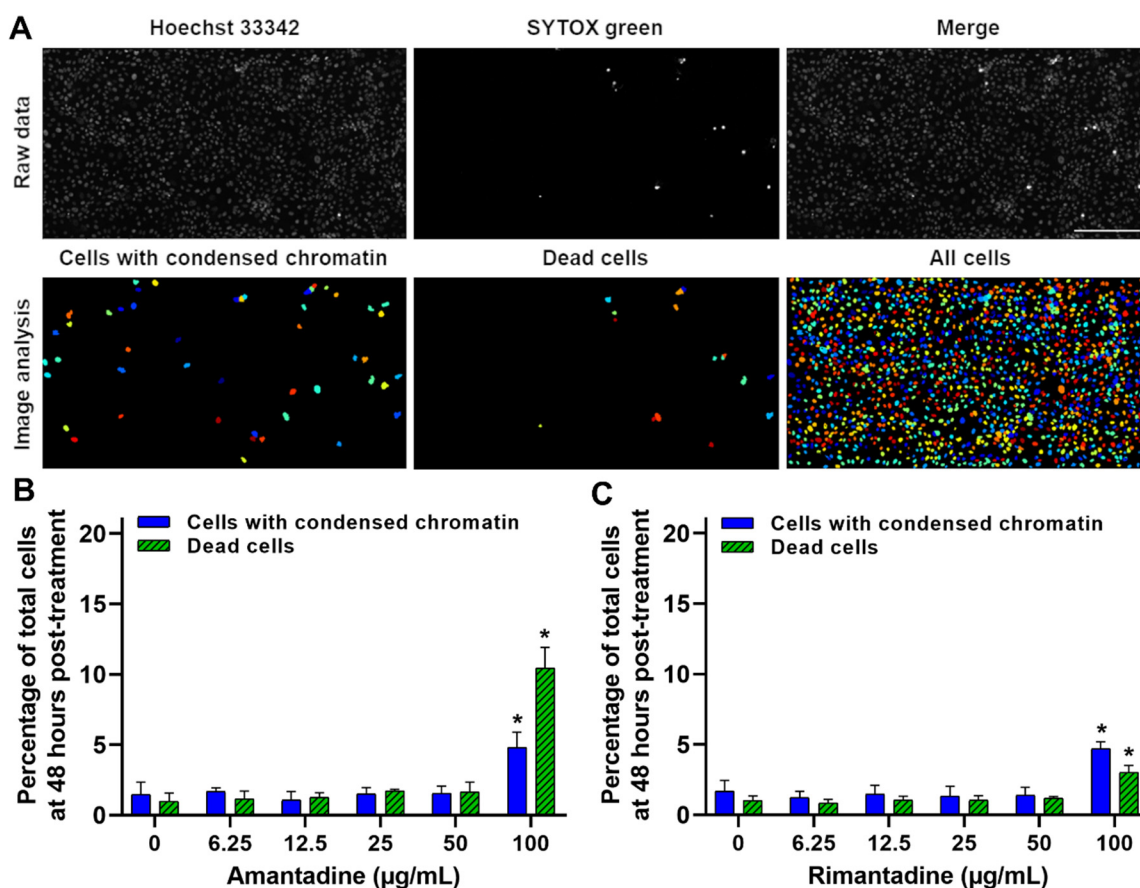 A
Hoechst 33342
SYTOX green
Merge
Raw data
Cells with condensed chromatin
Dead cells
All cells
Image analysis
B
Percentage of total cells
at 48 hours post-treatment
Cells with condensed chromatin
Dead cells
20
15
10
5
0
* *
0 6.25 12.5 25 50 100
Amantadine (µg/mL)
C
Percentage of total cells
at 48 hours post-treatment
Cells with condensed chromatin
Dead cells
20
15
10
5
0
* *
0 6.25 12.5 25 50 100
Rimantadine (µg/mL)